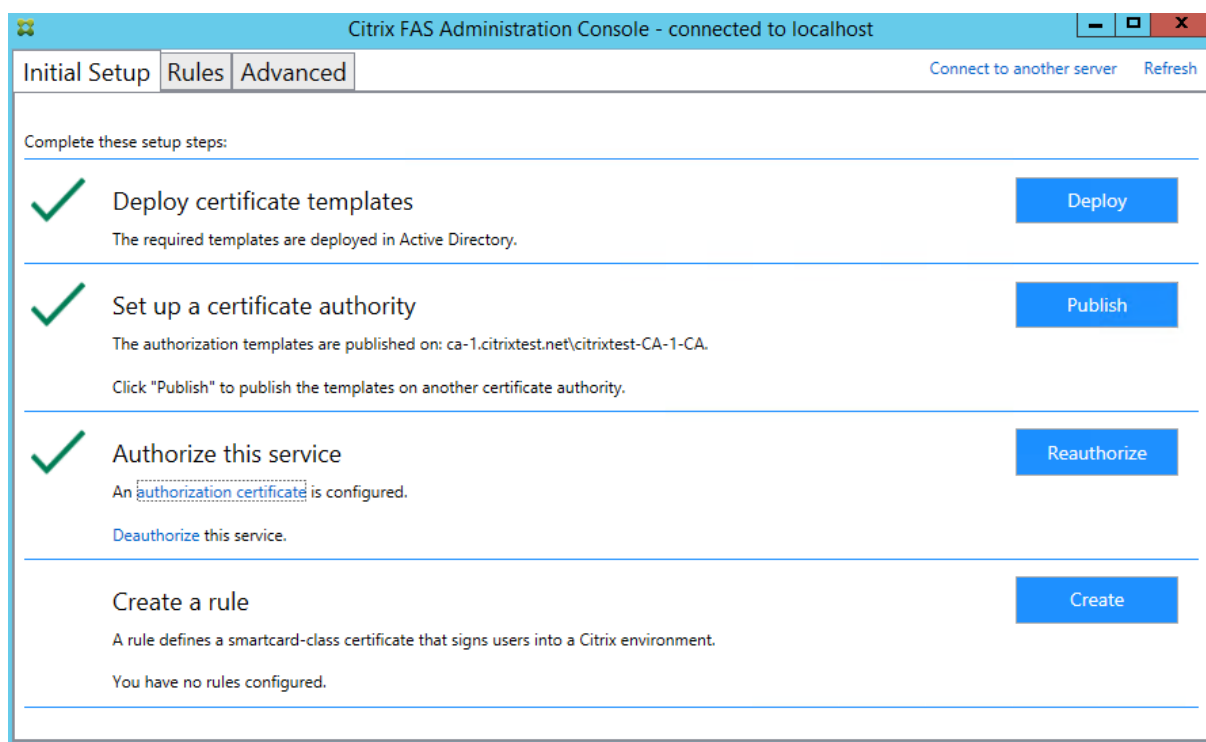 Citrix FAS Administration Console - connected to localhost
Initial Setup Rules Advanced Connect to another server Refresh
Complete these setup steps:
Deploy certificate templates Deploy
The required templates are deployed in Active Directory.
Set up a certificate authority Publish
The authorization templates are published on: ca-1.citrixtest.net\citrixtest-CA-1-CA.
Click "Publish" to publish the templates on another certificate authority.
Authorize this service Reauthorize
An authorization certificate is configured.
Deauthorize this service.
Create a rule Create
A rule defines a smartcard-class certificate that signs users into a Citrix environment.
You have no rules configured.